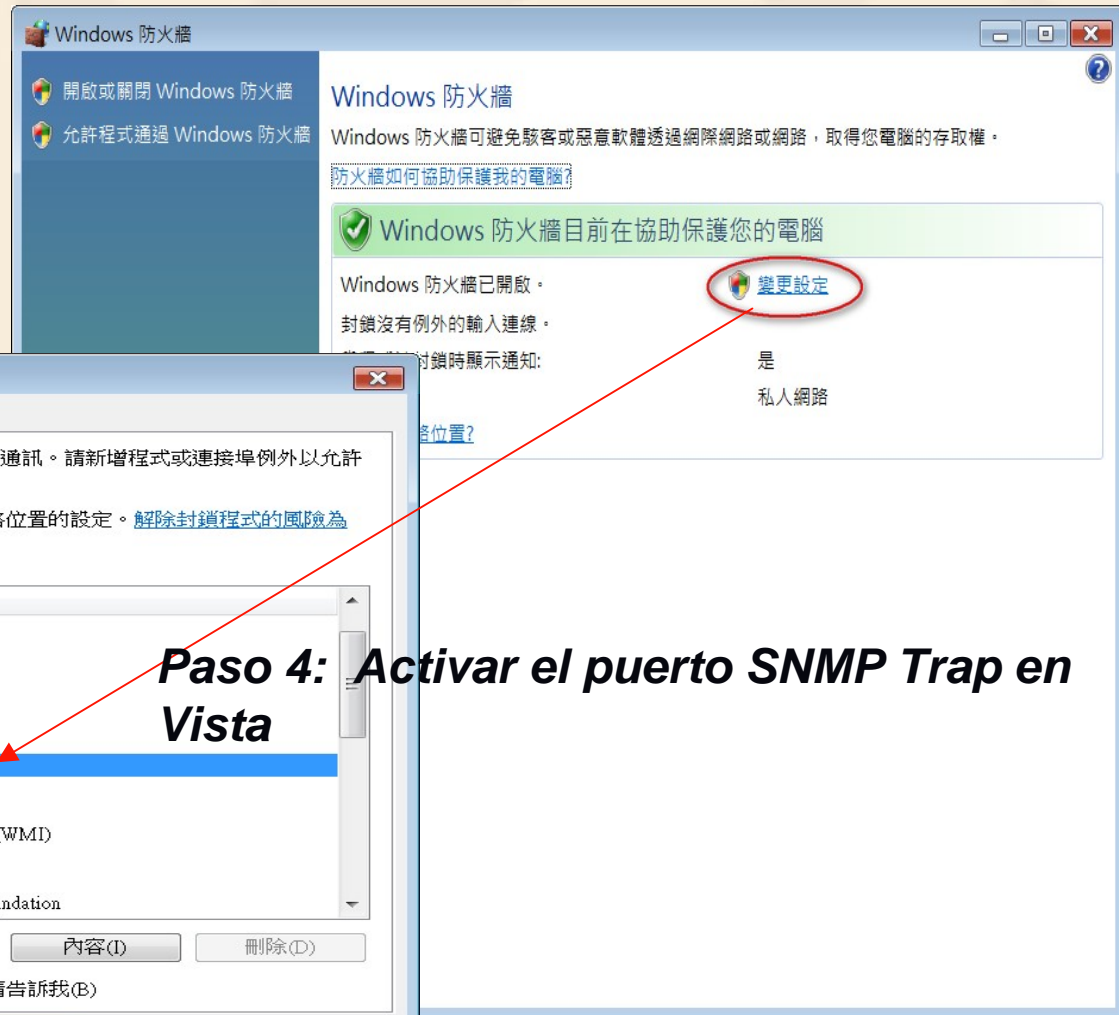 Windows 防火牆
開啟或關閉 Windows 防火牆
允許程式通過 Windows 防火牆
Windows 防火牆
Windows 防火牆可避免駭客或惡意軟體透過網際網路或網路，取得您電腦的存取權。
防火牆如何協助保護我的電腦?
Windows 防火牆目前在協助保護您的電腦
Windows 防火牆已開啟。
變更設定
封鎖沒有例外的輸入連線。
封鎖時顯示通知:
是
私人網路
位置?
通訊。請新增程式或連接埠例外以允許
位置的設定。解除封鎖程式的風險為
Paso 4: Activar el puerto SNMP Trap en
Vista
WMI)
ndation
內容(I)
刪除(D)
告訴我(B)